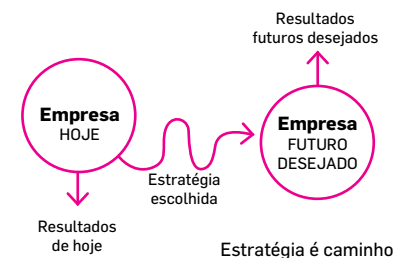 Resultados
futuros desejados
Empresa
HOJE
Empresa
FUTURO
DESEJADO
Estratégia
escolhida
Resultados
de hoje
Estratégia é caminho